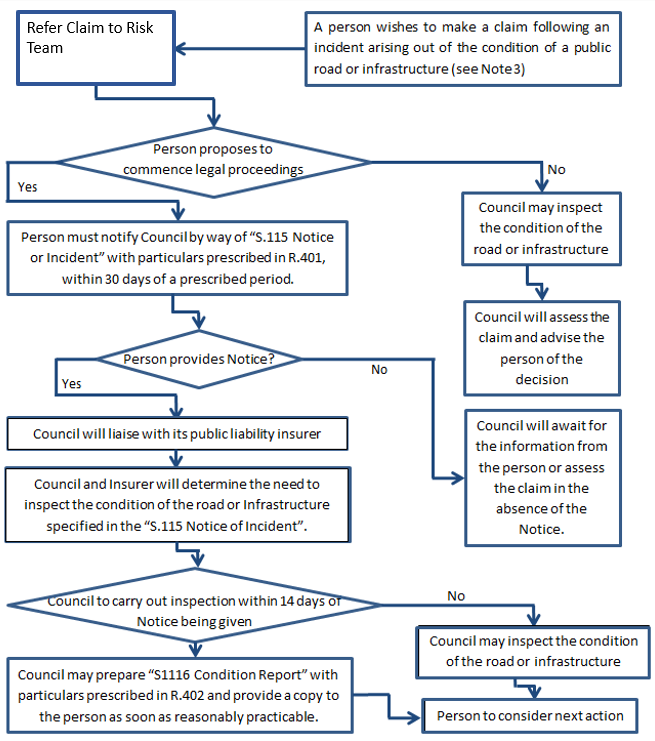 Refer Claim to Risk
Team
A person wishes to make a claim following an
incident arising out of the condition of a public
road or infrastructure (see Note 3)
Person proposes to
commence legal proceedings
Yes
No
Person must notify Council by way of “S.115 Notice
or Incident” with particulars prescribed in R.401,
within 30 days of a prescribed period.
Council may inspect
the condition of the
road or infrastructure
Council will assess the
claim and advise the
person of the
decision
Person provides Notice?
Yes
No
Council will liaise with its public liability insurer
Council will await for
the information from
the person or assess
the claim in the
absence of the
Notice.
Council and Insurer will determine the need to
inspect the condition of the road or Infrastructure
specified in the “S.115 Notice of Incident”.
Council to carry out inspection within 14 days of
Notice being given
No
Council may inspect the condition
of the road or infrastructure
Council may prepare “S1116 Condition Report” with
particulars prescribed in R.402 and provide a copy to
the person as soon as reasonably practicable.
Person to consider next action